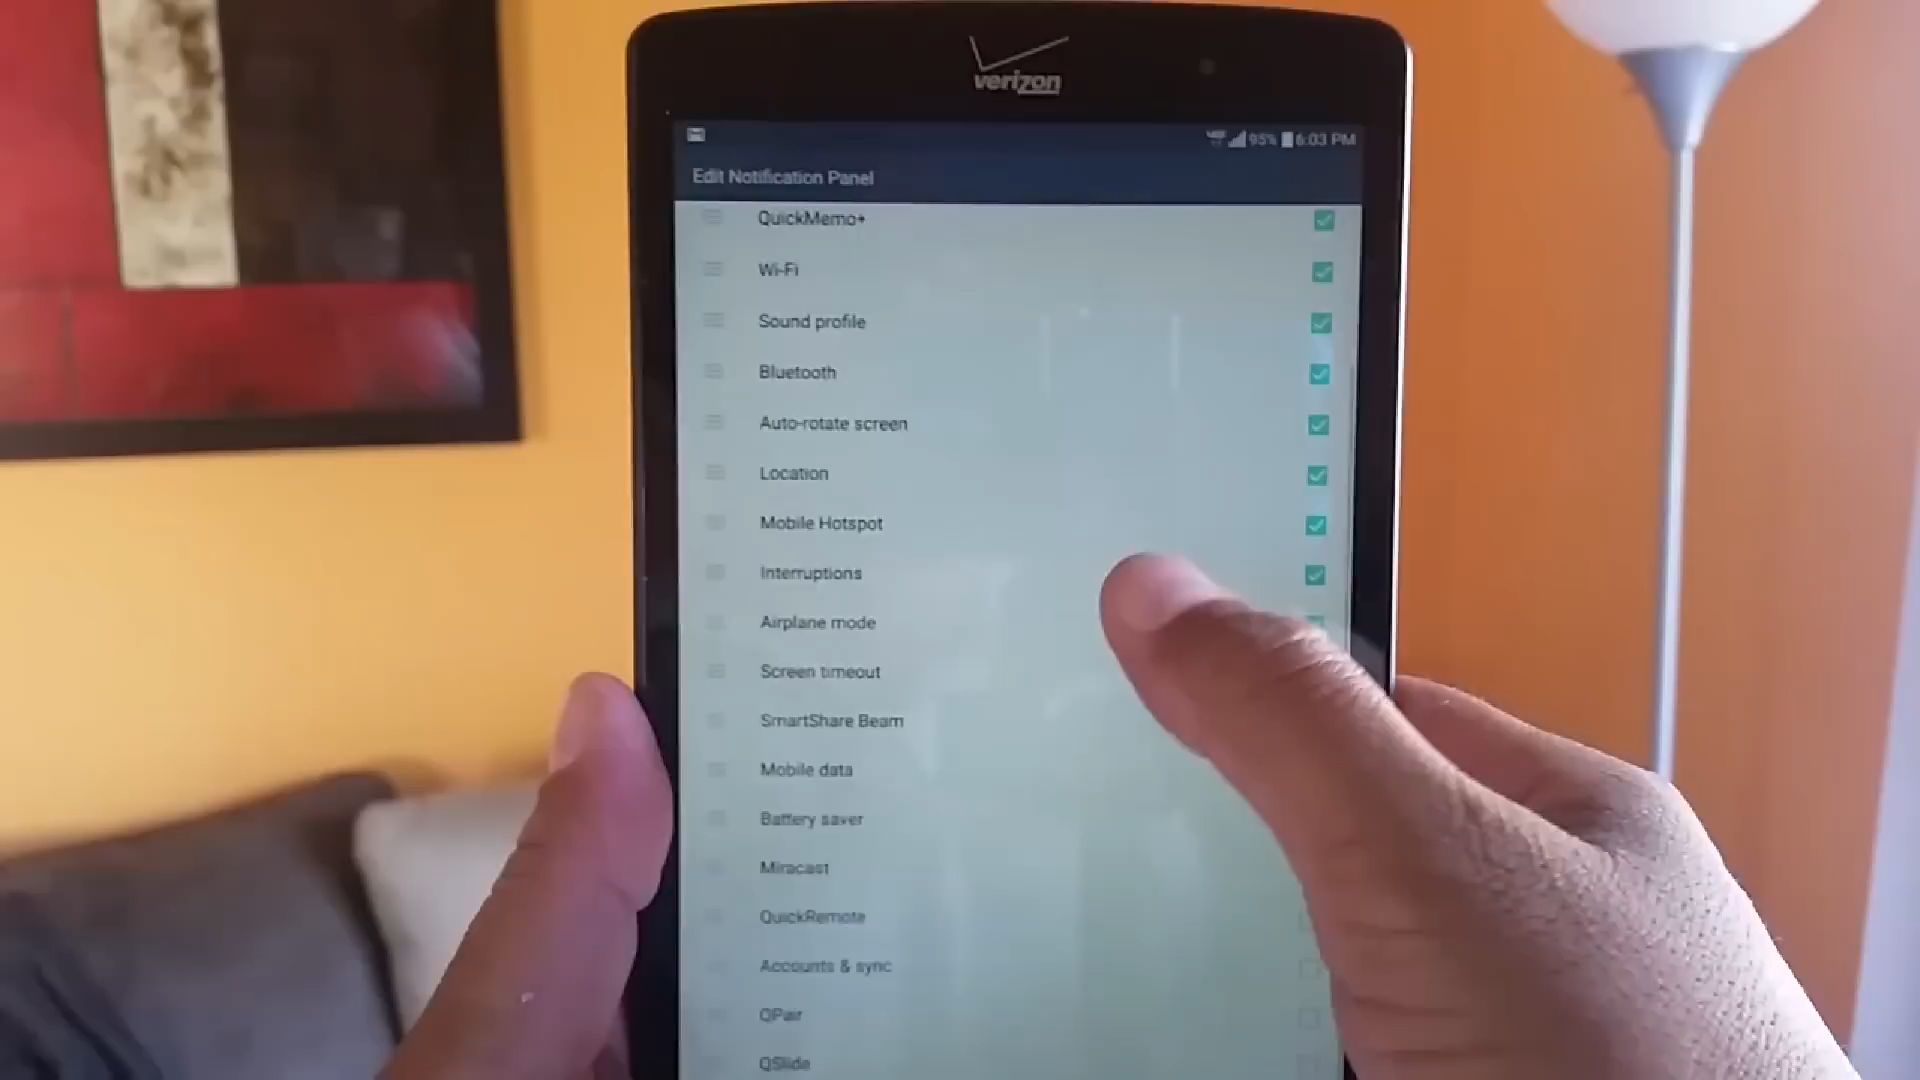 verizon
95% 6:03 PM
Edit Notification Panel
QuickMemo+
Wi-Fi
Sound profile
Bluetooth
Auto-rotate screen
Location
Mobile Hotspot
Interruptions
Airplane mode
Screen timeout
SmartShare Beam
Mobile data
Battery saver
Miracast
QuickRemote
Accounts & sync
QPair
QSlide